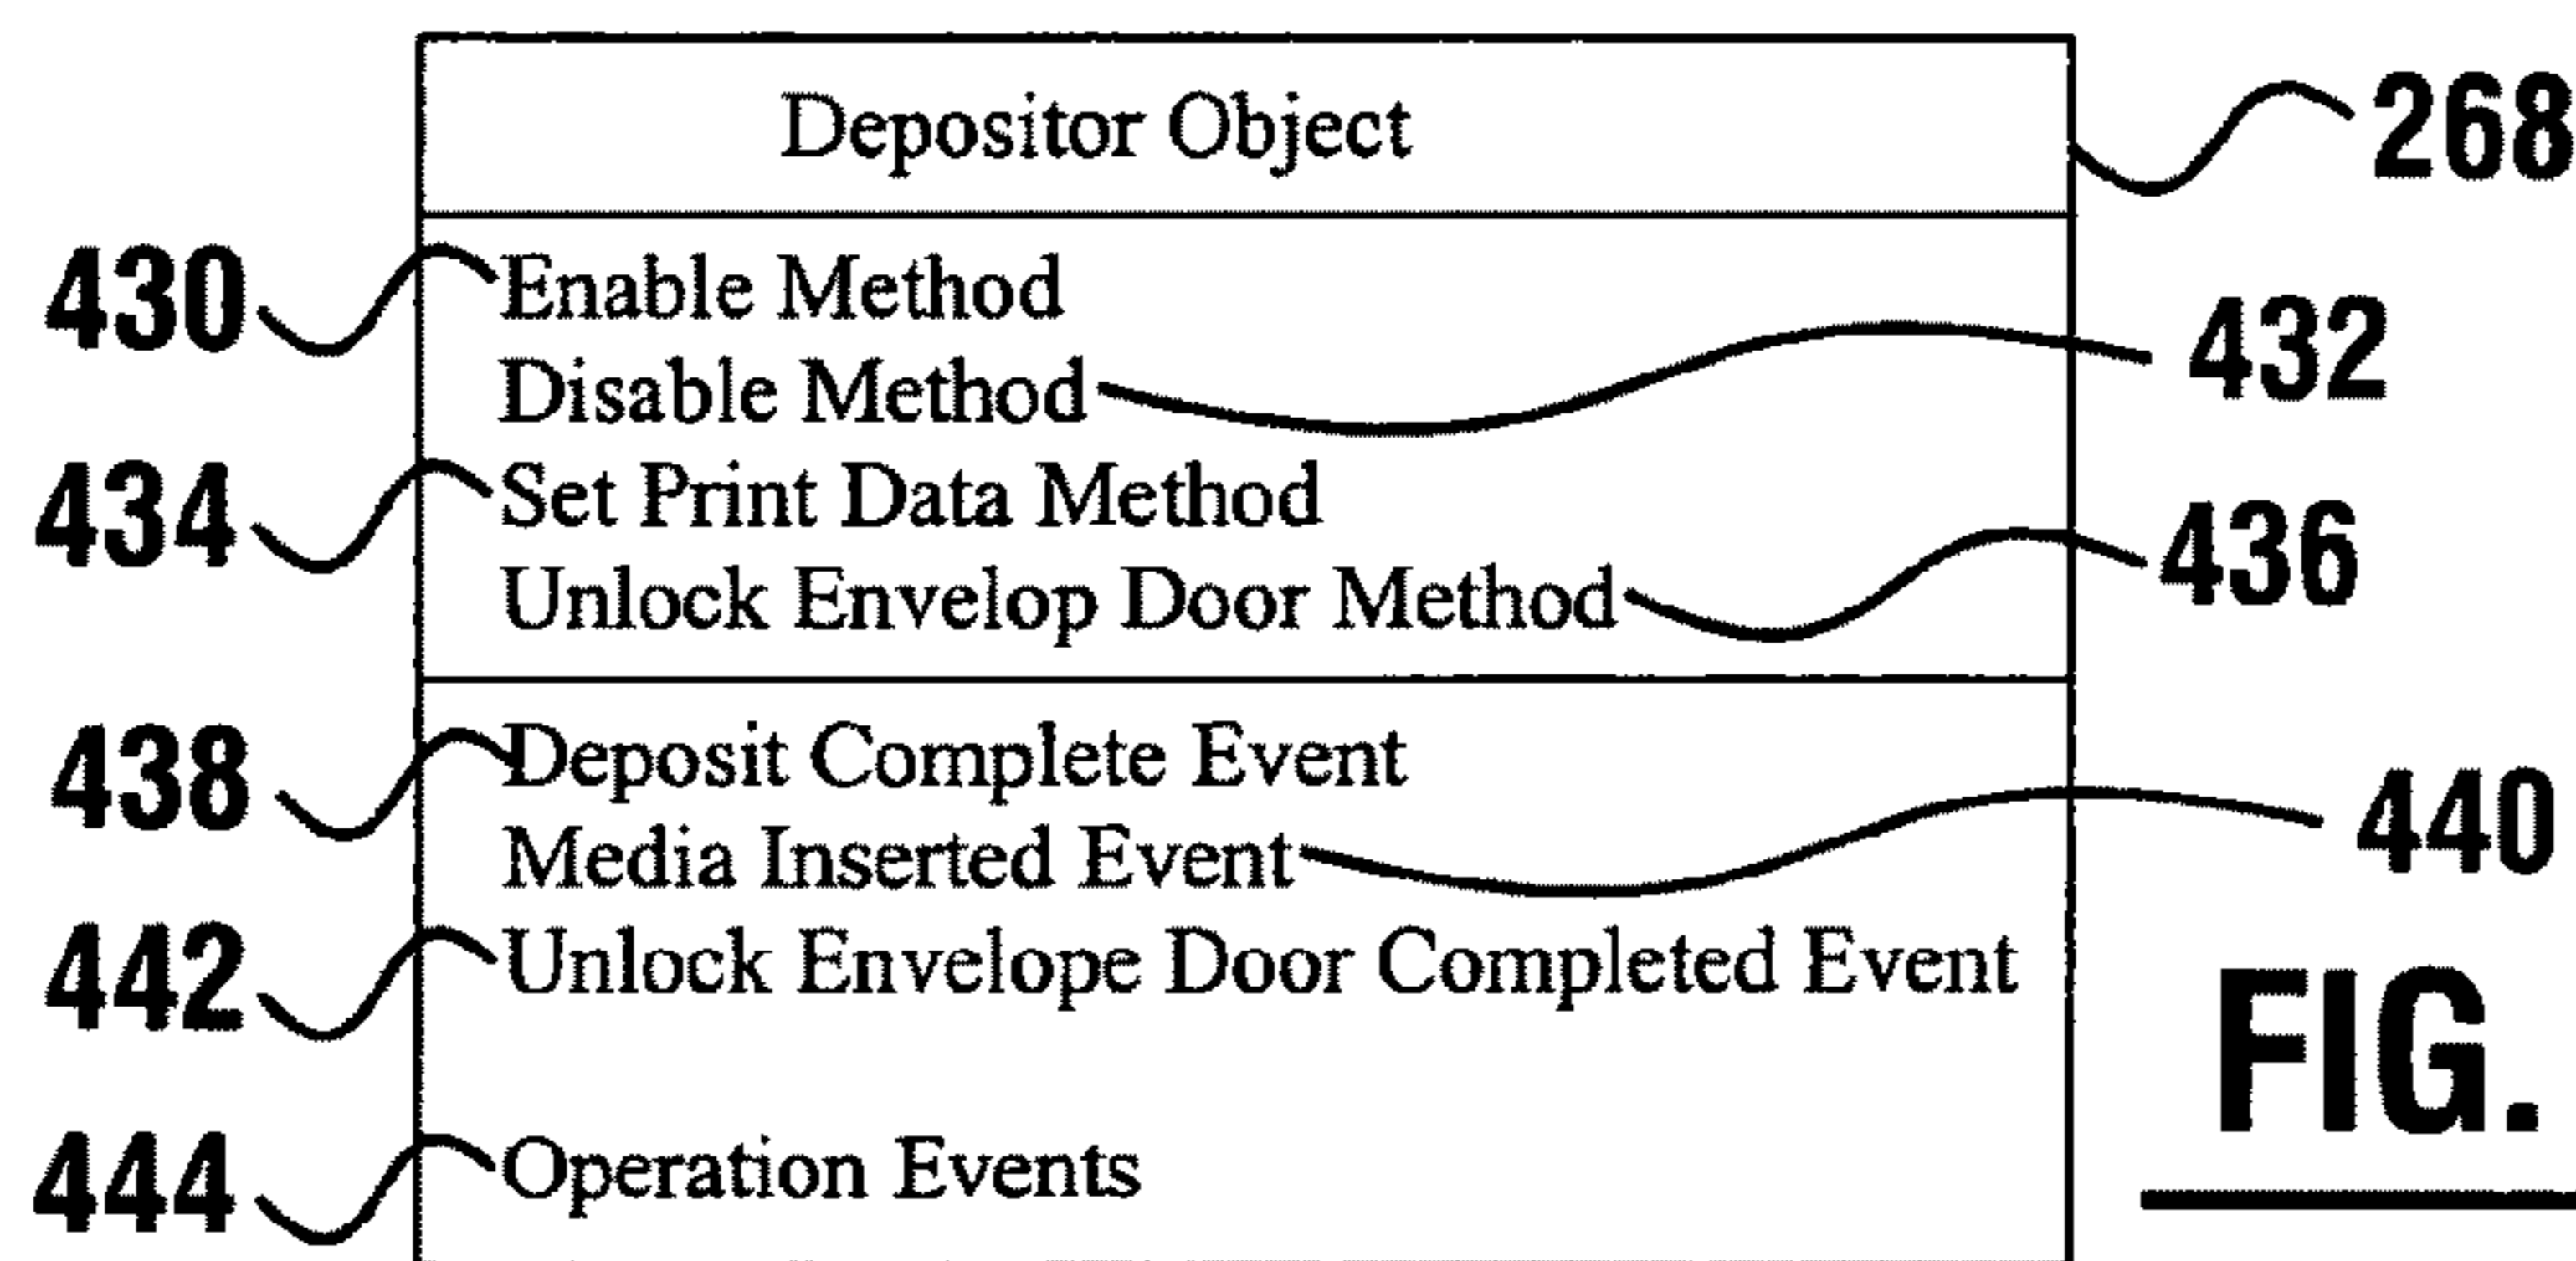 Depositor Object 268
430 Enable Method
Disable Method 432
434 Set Print Data Method
Unlock Envelop Door Method 436
438 Deposit Complete Event
Media Inserted Event 440
442 Unlock Envelope Door Completed Event
FIG.
444 Operation Events